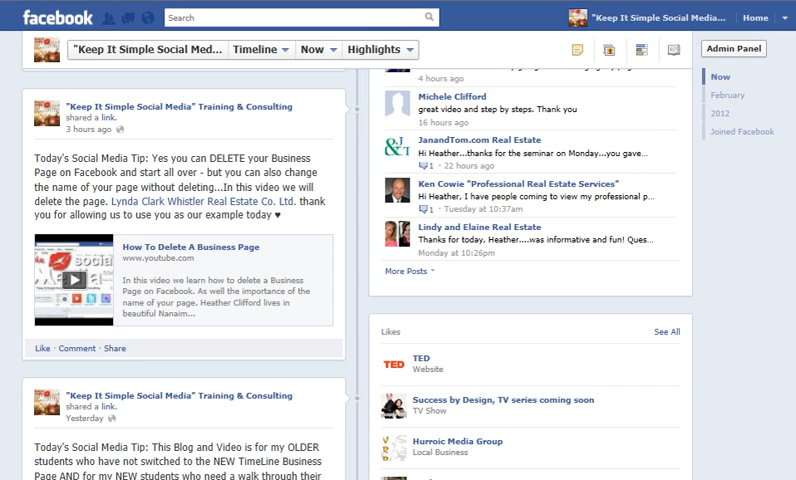 facebook
Search
"Keep It Simple Social Media...
Home
"Keep It Simple Social Med...
Timeline
Now
Highlights
Admin Panel
Now
February
2012
Joined Facebook
"Keep It Simple Social Media" Training & Consulting
shared a link.
3 hours ago
Today's Social Media Tip: Yes you can DELETE your Business
Page on Facebook and start all over - but you can also change
the name of your page without deleting...In this video we will
delete the page. Lynda Clark Whistler Real Estate Co. Ltd. thank
you for allowing us to use you as our example today ♥
How To Delete A Business Page
www.youtube.com
In this video we learn how to delete a Business
Page on Facebook. As well the importance of the
name of your page. Heather Clifford lives in
beautiful Nanaim...
Like · Comment · Share
"Keep It Simple Social Media" Training & Consulting
shared a link.
Yesterday
Today's Social Media Tip: This Blog and Video is for my OLDER
students who have not switched to the NEW TimeLine Business
Page AND for my NEW students who need a walk through their
4 hours ago
Michele Clifford
great video and step by steps. Thank you
16 hours ago
JanandTom.com Real Estate
Hi Heather...thanks for the seminar on Monday...you gave...
1 · 22 hours ago
Ken Cowie "Professional Real Estate Services"
Hi Heather, I have people coming to view my professional p...
1 · Tuesday at 10:37am
Lindy and Elaine Real Estate
Thanks for today, Heather....was informative and fun! Ques...
Monday at 10:26pm
More Posts
Likes
See All
TED
TED
Website
Success by Design, TV series coming soon
TV Show
Hurroic Media Group
Local Business